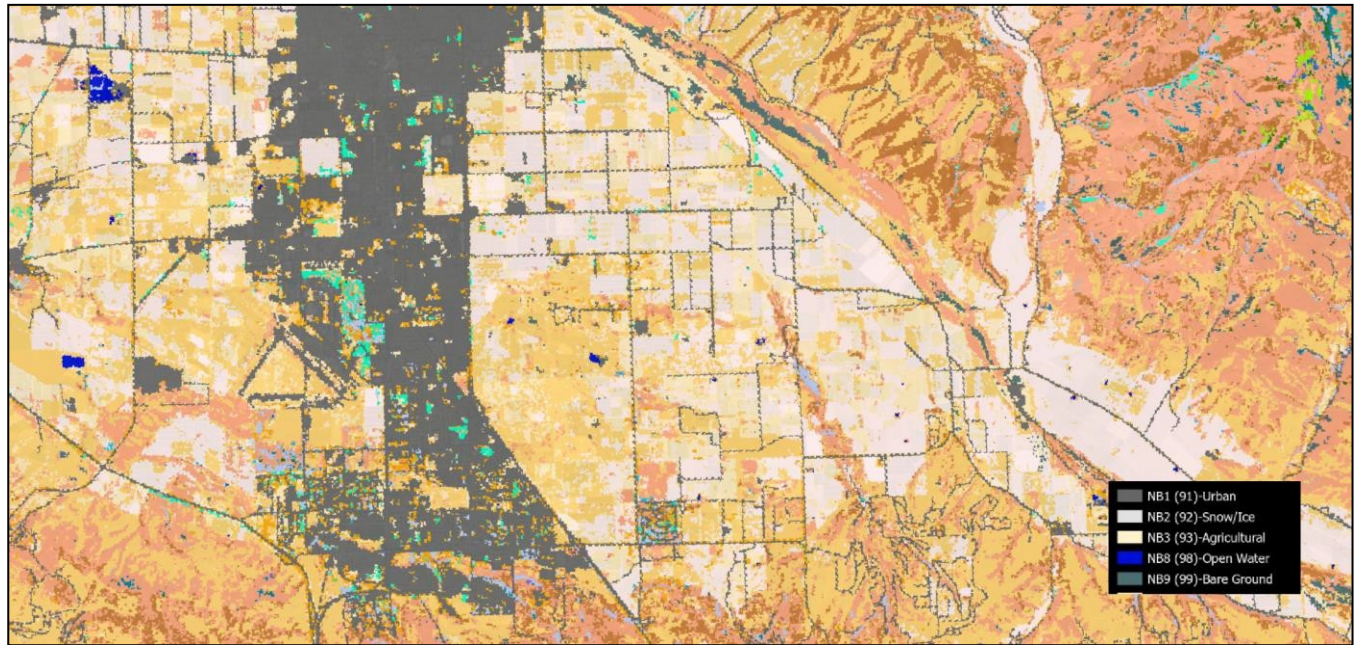 NB1 (91)-Urban
NB2 (92)-Snow/Ice
NB3 (93)-Agricultural
NB8 (98)-Open Water
NB9 (99)-Bare Ground